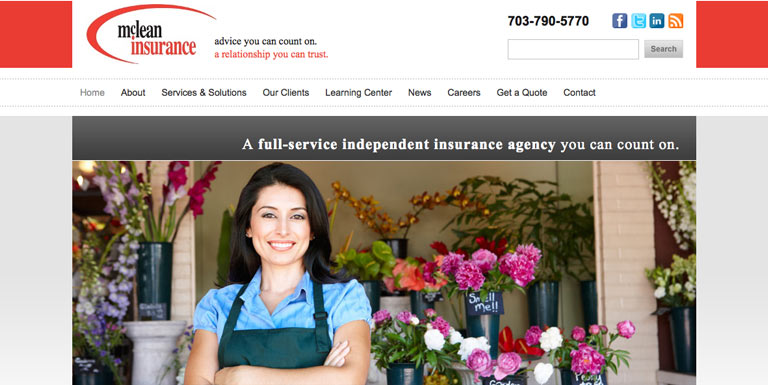 mclean
insurance
advice you can count on.
a relationship you can trust.
703-790-5770
Search
Home About Services & Solutions Our Clients Learning Center News Careers Get a Quote Contact
A full-service independent insurance agency you can count on.
Smell
me!!
Garden